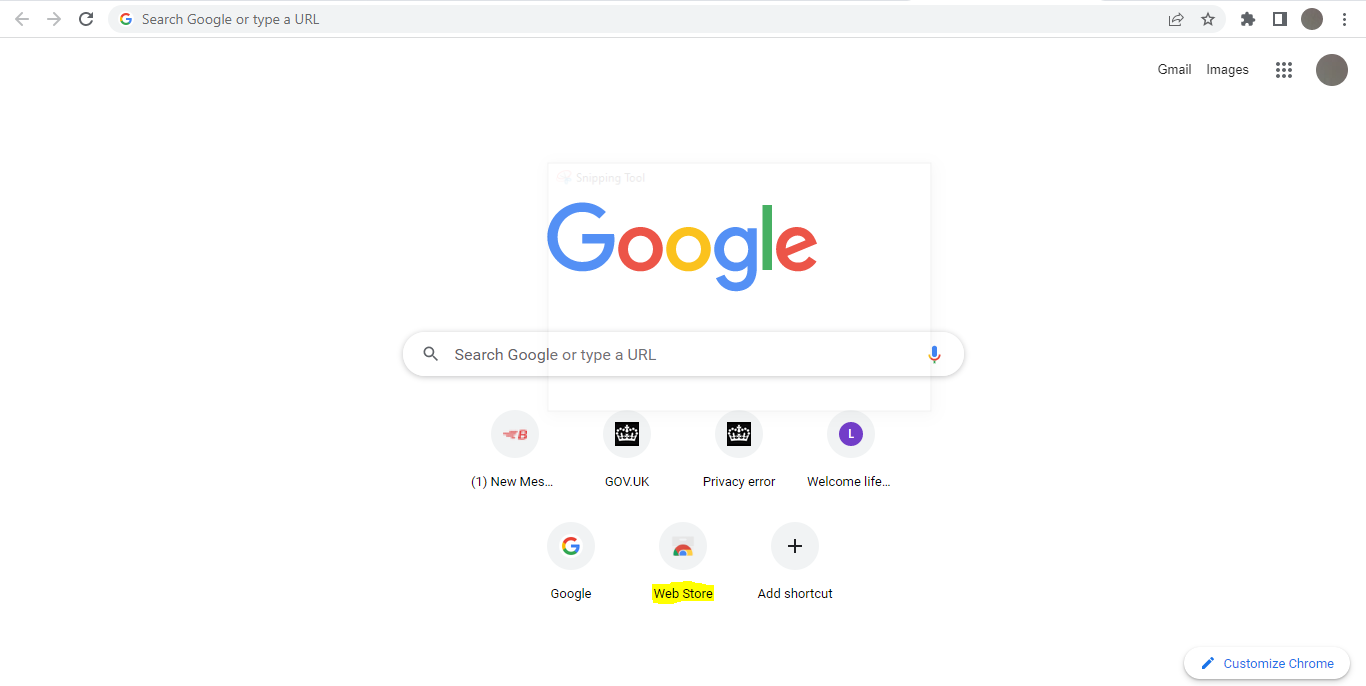 Search Google or type a URL
Gmail Images
Snipping Tool
Google
Search Google or type a URL
(1) New Mes... GOV.UK Privacy error Welcome life...
L
B
Google Web Store Add shortcut
Customize Chrome